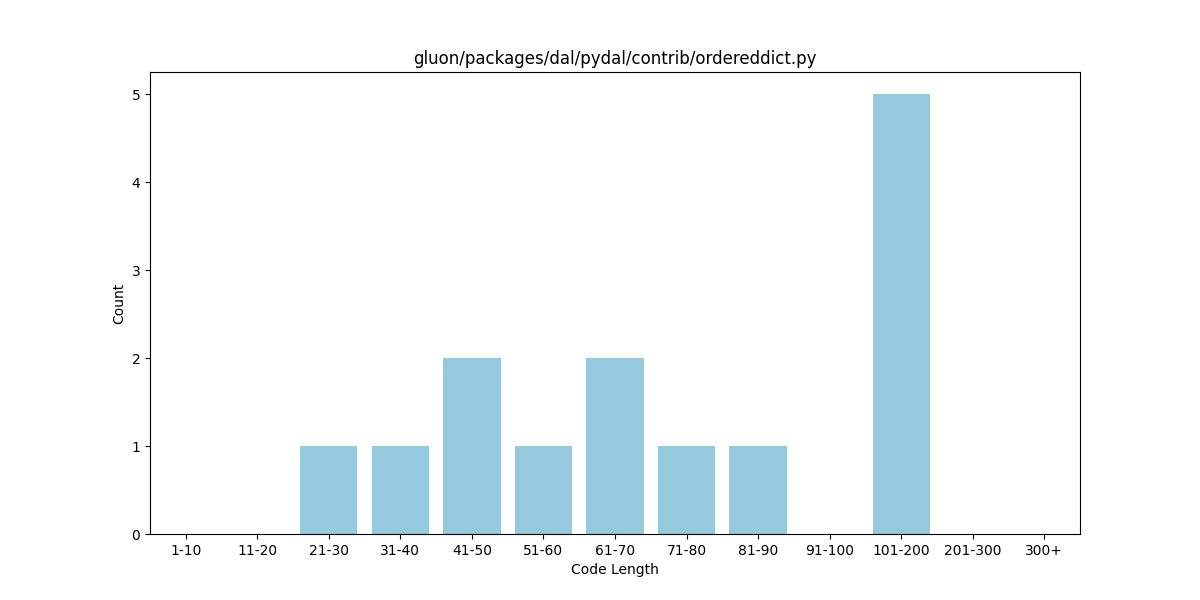 gluon/packages/dal/pydal/contrib/ordereddict.py
5
4
3
2
1
0
Count
1-10 11-20 21-30 31-40 41-50 51-60 61-70 71-80 81-90 91-100 101-200 201-300 300+
Code Length